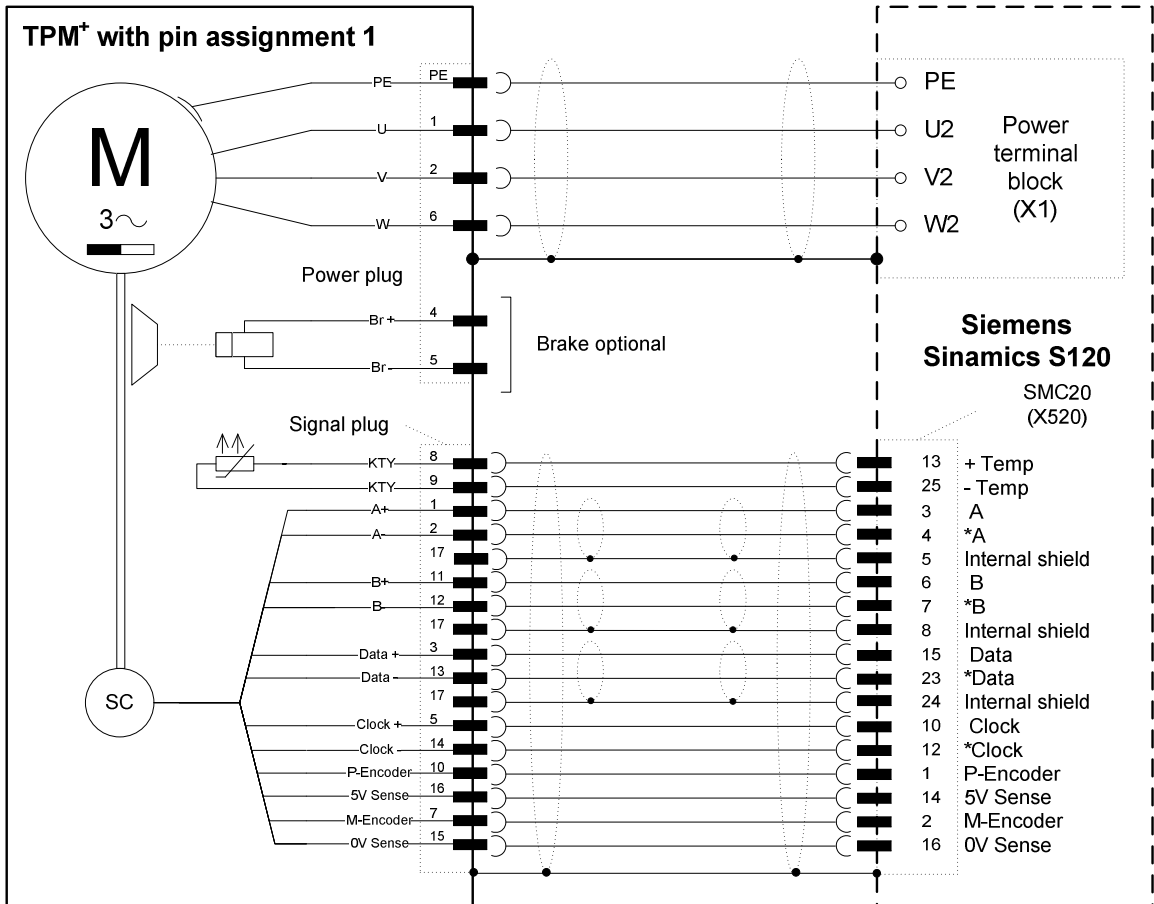 TPM+ with pin assignment 1
M
3
PE PE PE
U 1 U2
V 2 V2
W 6 W2
Power
terminal
block
(X1)
Power plug
Br + 4
Br - 5
Brake optional
Siemens
Sinamics S120
SMC20
(X520)
Signal plug
KTY 8 13 + Temp
KTY 9 25 - Temp
A+ 1 3 A
A- 2 4 *A
17 5 Internal shield
B+ 11 6 B
B- 12 7 *B
17 8 Internal shield
Data + 3 15 Data
Data - 13 23 *Data
17 24 Internal shield
SC
Clock + 5 10 Clock
Clock - 14 12 *Clock
P-Encoder 10 1 P-Encoder
5V Sense 16 14 5V Sense
M-Encoder 7 2 M-Encoder
0V Sense 15 16 0V Sense